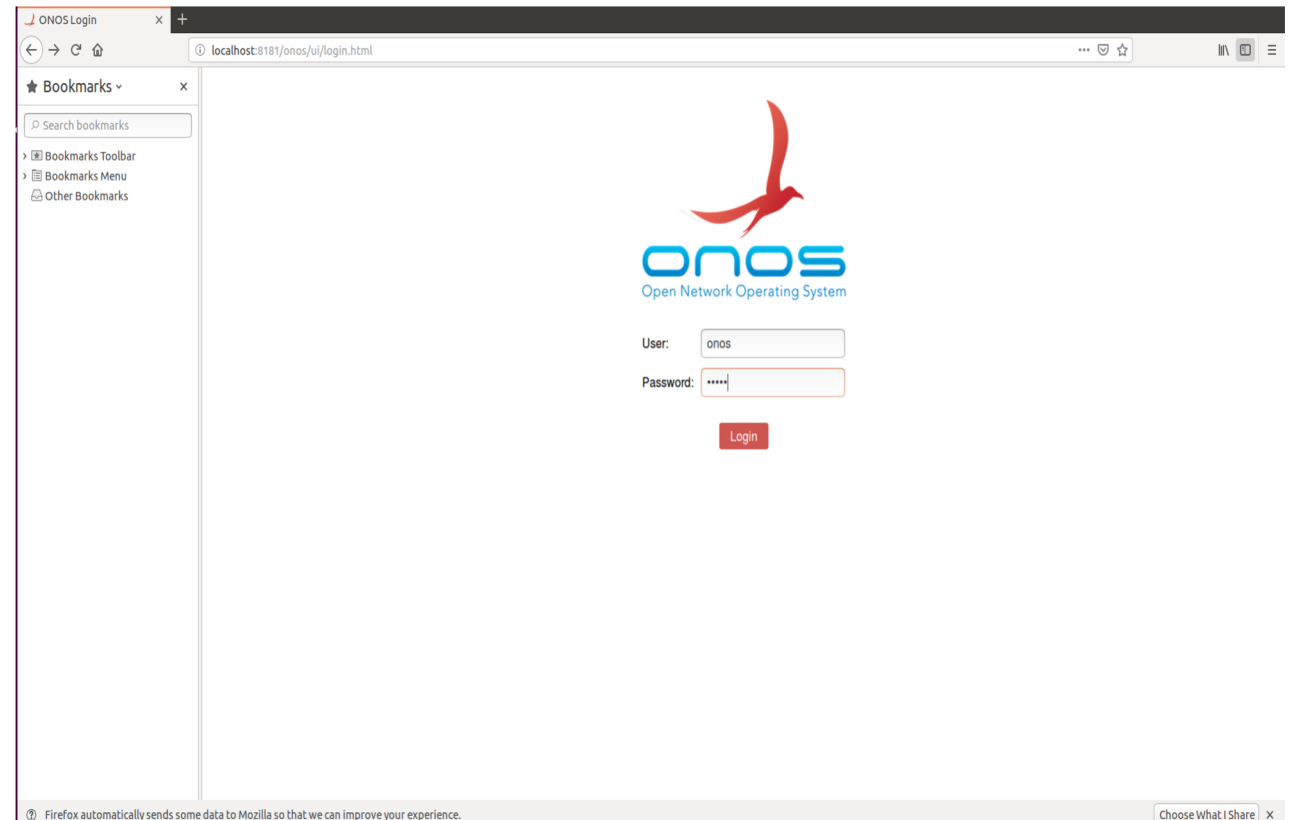 ONOS Login
localhost:8181/onos/ui/login.html
Bookmarks
Search bookmarks
Bookmarks Toolbar
Bookmarks Menu
Other Bookmarks
onos
Open Network Operating System
User: onos
Password: •••••
Login
Firefox automatically sends some data to Mozilla so that we can improve your experience. Choose What I Share